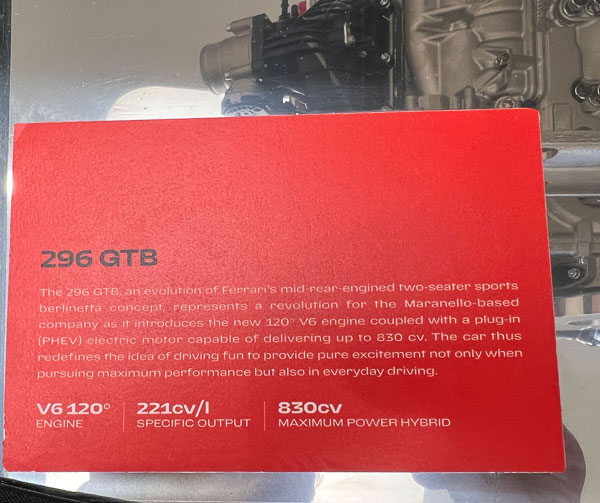 296 GTB
The 296 GTB, an evolution of Ferrari's mid-rear-engined two-seater sports
berlinetta concept, represents a revolution for the Maranello-based
company as it introduces the new 120° V6 engine coupled with a plug-in
(PHEV) electric motor capable of delivering up to 830 cv. The car thus
redefines the idea of driving fun to provide pure excitement not only when
pursuing maximum performance but also in everyday driving.
V6 120° 221cv/l 830cv
ENGINE SPECIFIC OUTPUT MAXIMUM POWER HYBRID